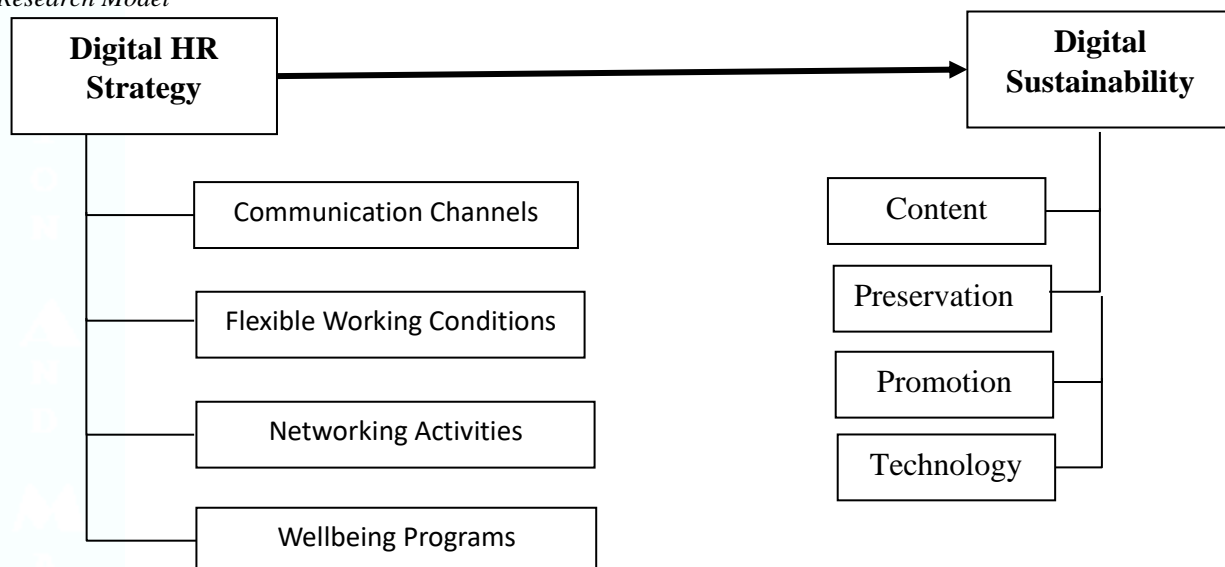 Research Model
Digital HR
Strategy
Digital
Sustainability
Communication Channels
Content
Flexible Working Conditions
Preservation
Promotion
Networking Activities
Technology
Wellbeing Programs